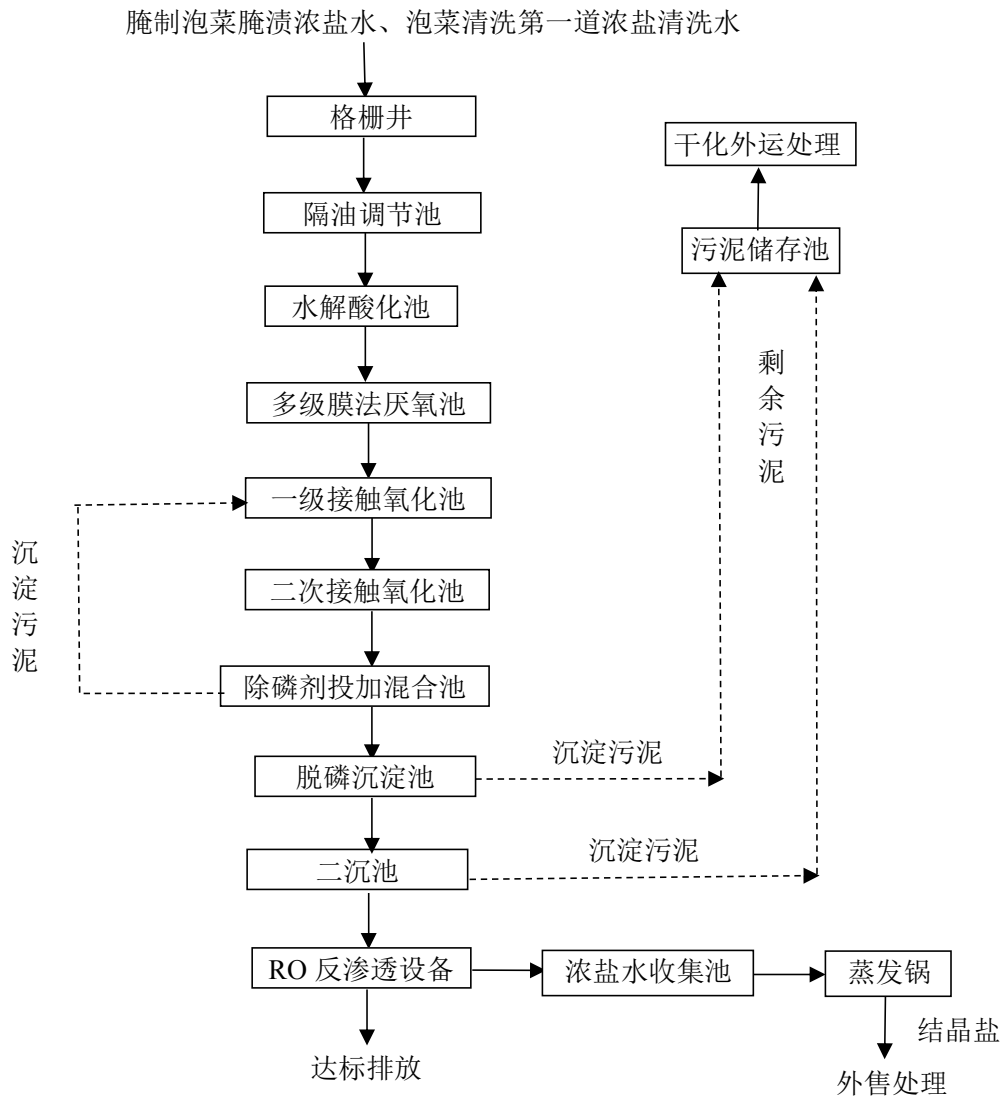 腌制泡菜腌渍浓盐水、泡菜清洗第一道浓盐清洗水
格栅井
干化外运处理
隔油调节池
污泥储存池
水解酸化池
剩余污泥
多级膜法厌氧池
一级接触氧化池
沉淀污泥
二次接触氧化池
除磷剂投加混合池
沉淀污泥
脱磷沉淀池
沉淀污泥
二沉池
RO 反渗透设备
浓盐水收集池
蒸发锅
结晶盐
达标排放
外售处理